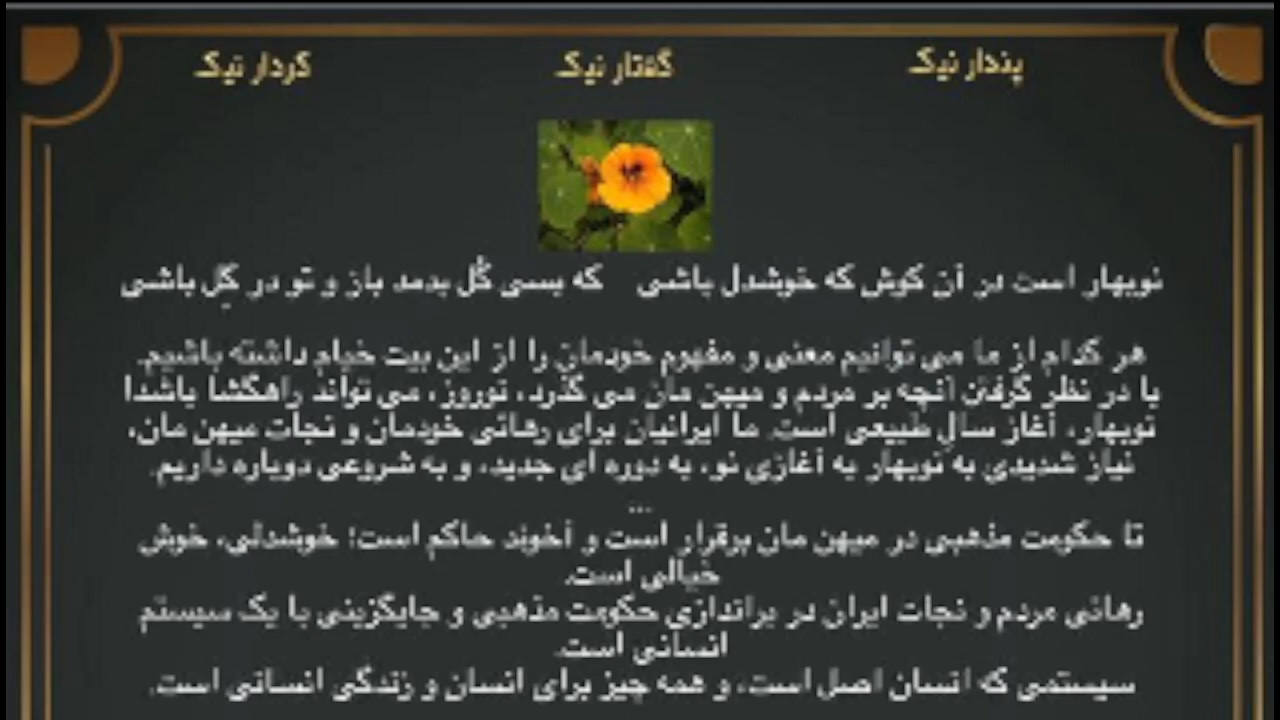 پندار نیک گفتار نیک کردار نیک
نوبهار است در آن کوش که خوشدل باشی که بسی گُل بدمد باز و تو در گِل باشی
هر کدام از ما می توانیم معنی و مفهوم خودمان را از این بیت خیام داشته باشیم.
با در نظر گرفتن آنچه بر مردم و میهن مان می گذرد، نوروز، می تواند راهگشا باشد!
نوبهار، آغاز سالِ طبیعی است. ما ایرانیان برای رهائی خودمان و نجات میهن مان،
نیاز شدیدی به نوبهار به آغازی نو، به دوره ای جدید، و به شروعی دوباره داریم.
...
تا حکومت مذهبی در میهن مان برقرار است و آخوند حاکم است؛ خوشدلی، خوش
خیالی است.
رهائی مردم و نجات ایران در براندازی حکومت مذهبی و جایگزینی با یک سیستم
انسانی است.
سیستمی که انسان اصل است، و همه چیز برای انسان و زندگی انسانی است.